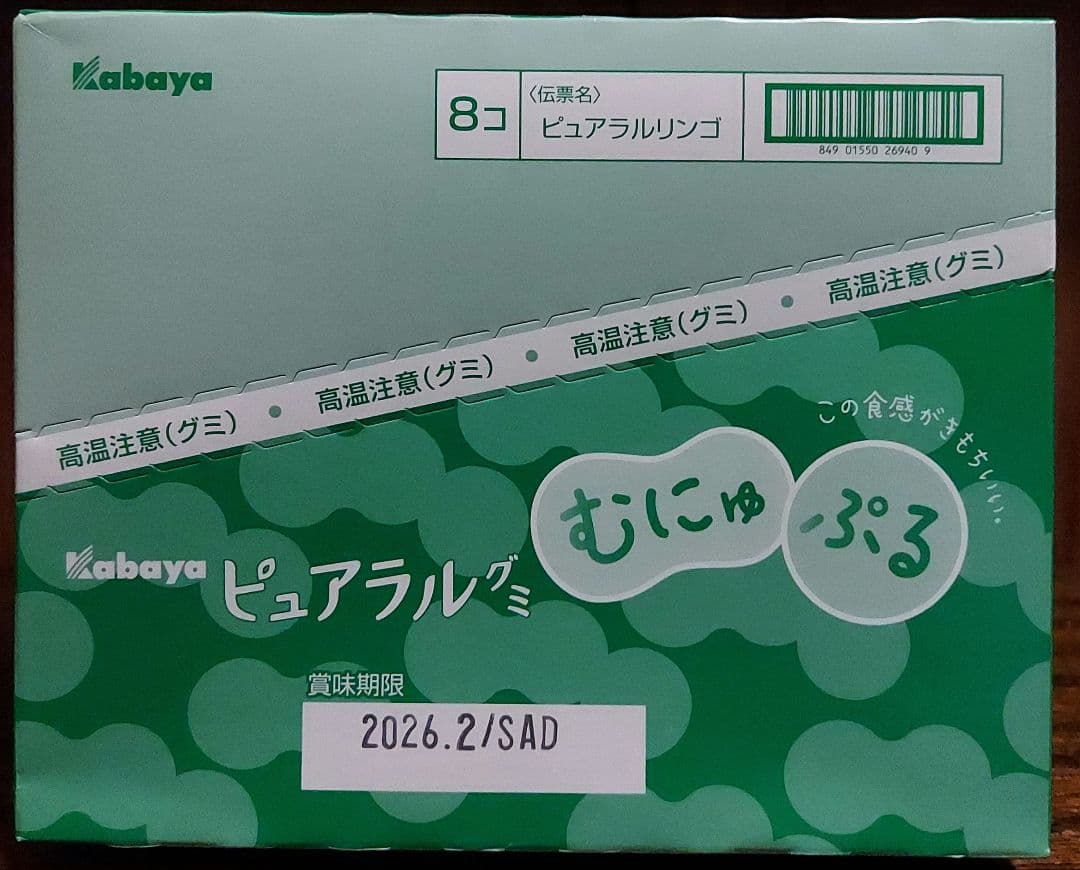 Kabaya
8コ
〈伝票名〉
ピュアラルリンゴ
849 01550 26940 9
高温注意(グミ) ● 高温注意(グミ) ● 高温注意(グミ) ● 高温注意(グミ)
この食感がきもちいい。
むにゅ ぷる
Kabaya ピュアラルグミ
賞味期限
2026.2/SAD